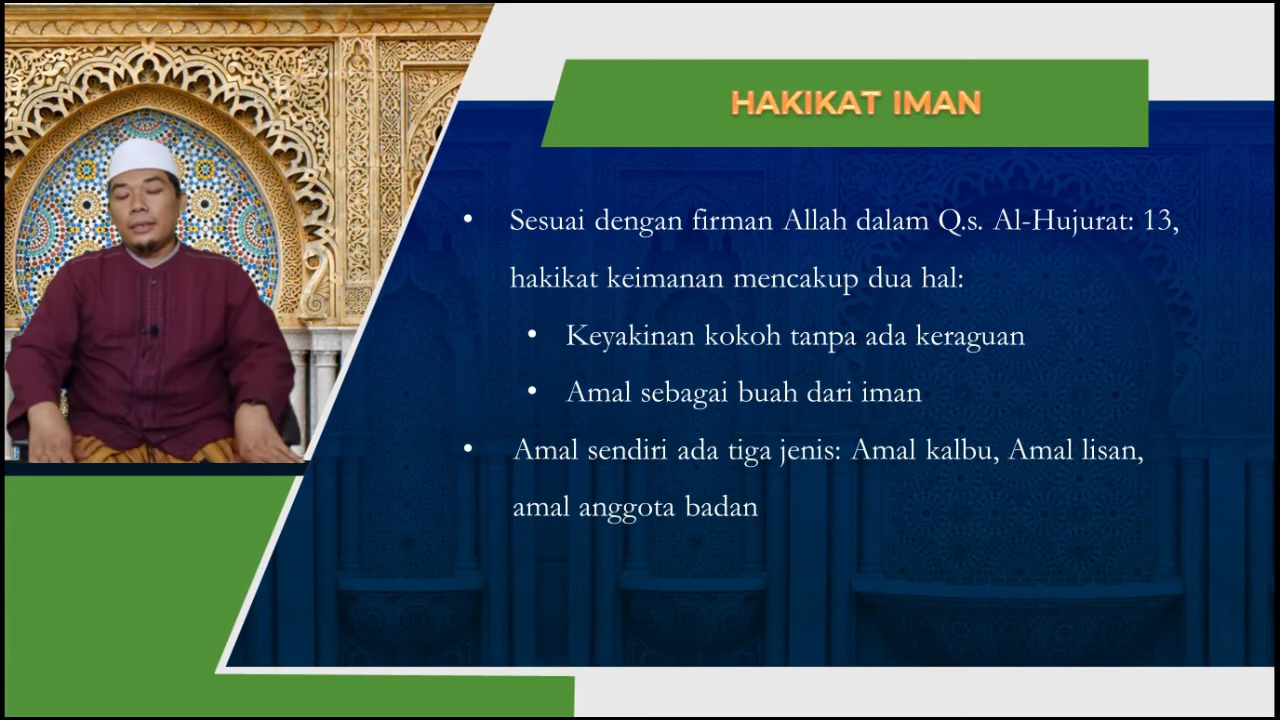 HAKIKAT IMAN
• Sesuai dengan firman Allah dalam Q.s. Al-Hujurat: 13,
hakikat keimanan mencakup dua hal:
• Keyakinan kokoh tanpa ada keraguan
• Amal sebagai buah dari iman
• Amal sendiri ada tiga jenis: Amal kalbu, Amal lisan,
amal anggota badan